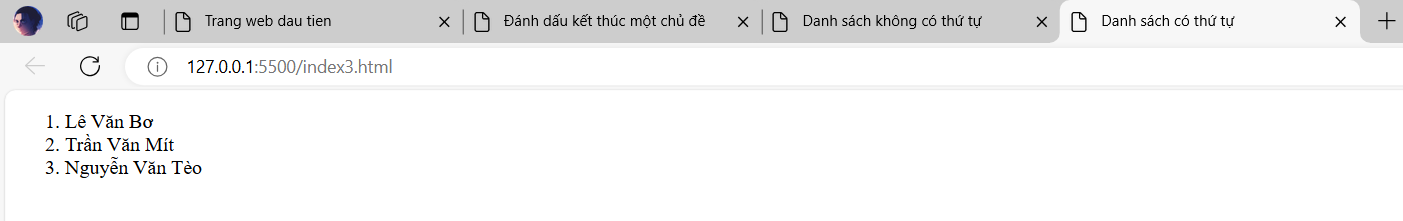 Trang web dau tien
Đánh dấu kết thúc một chủ đề
Danh sách không có thứ tự
Danh sách có thứ tự
127.0.0.1:5500/index3.html
1. Lê Văn Bơ
2. Trần Văn Mít
3. Nguyễn Văn Tèo